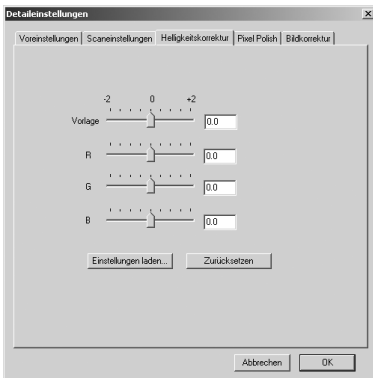 Detaileinstellungen
Voreinstellungen Scaneinstellungen Helligkeitskorrektur Pixel Polish Bildkorrektur
-2 0 +2
Vorlage 0.0
R 0.0
G 0.0
B 0.0
Einstellungen laden... Zurücksetzen
Abbrechen OK